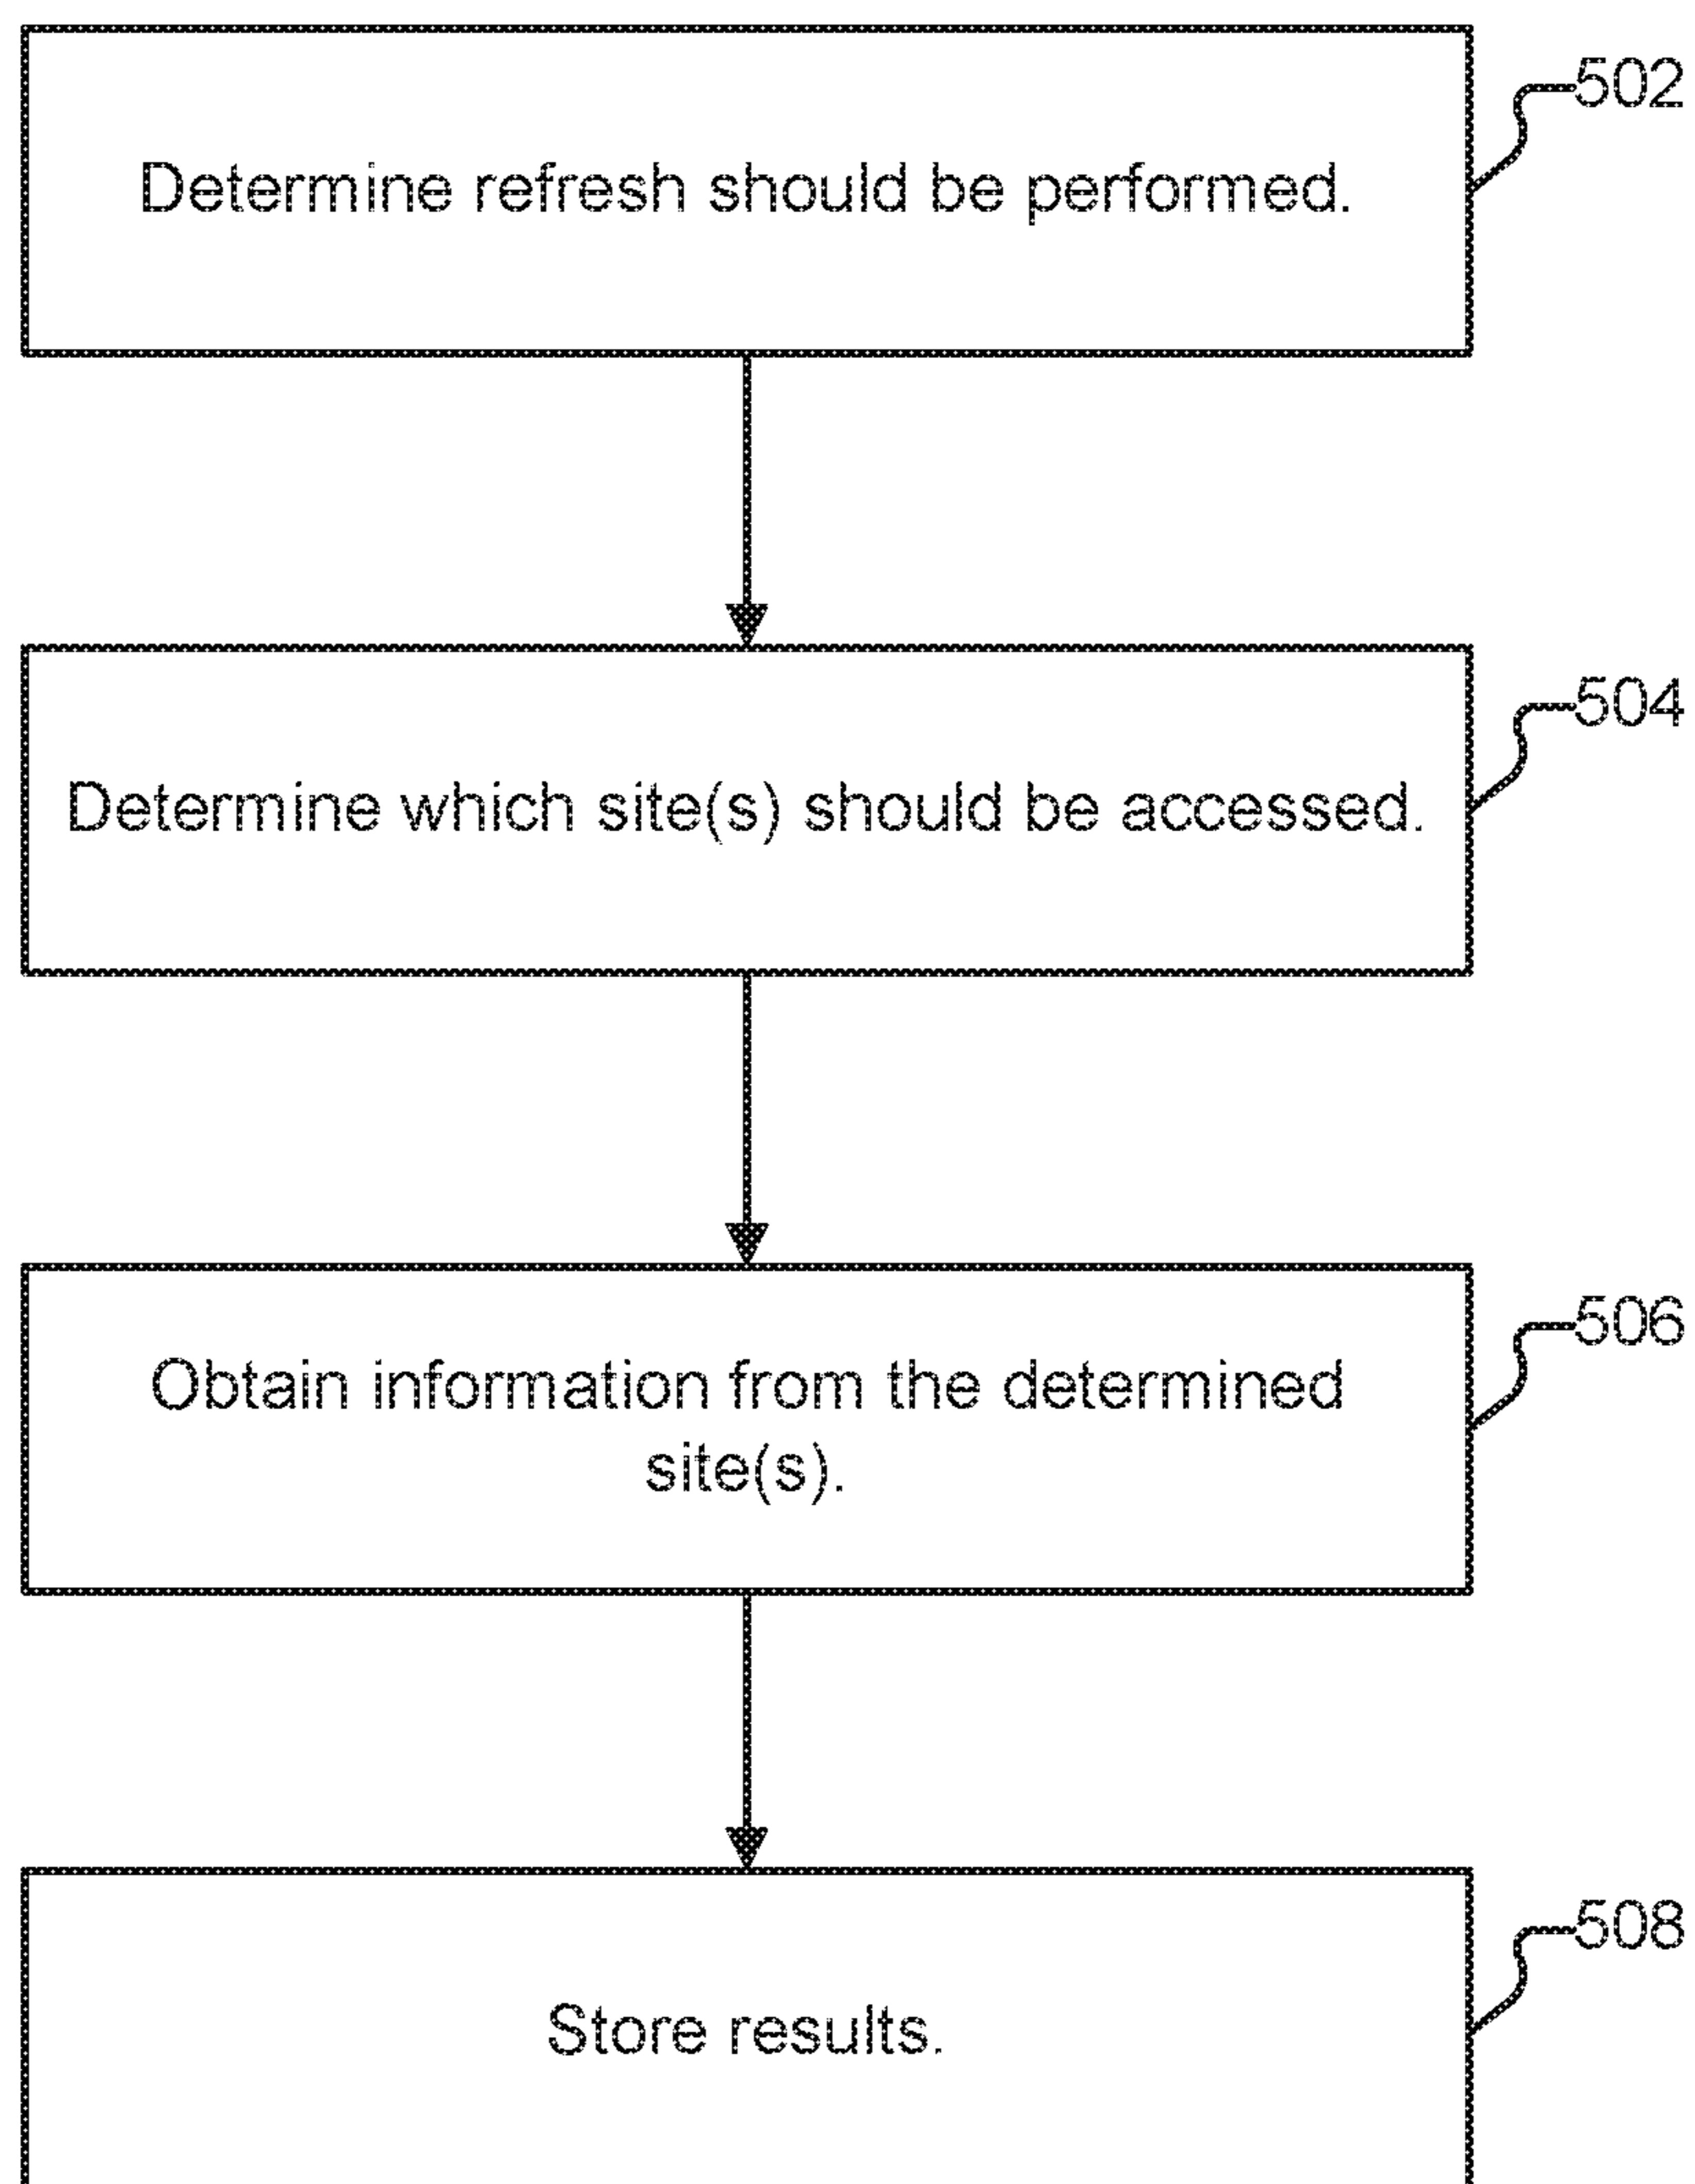 502
Determine refresh should be performed.
504
Determine which site(s) should be accessed.
506
Obtain information from the determined
site(s).
508
Store results.